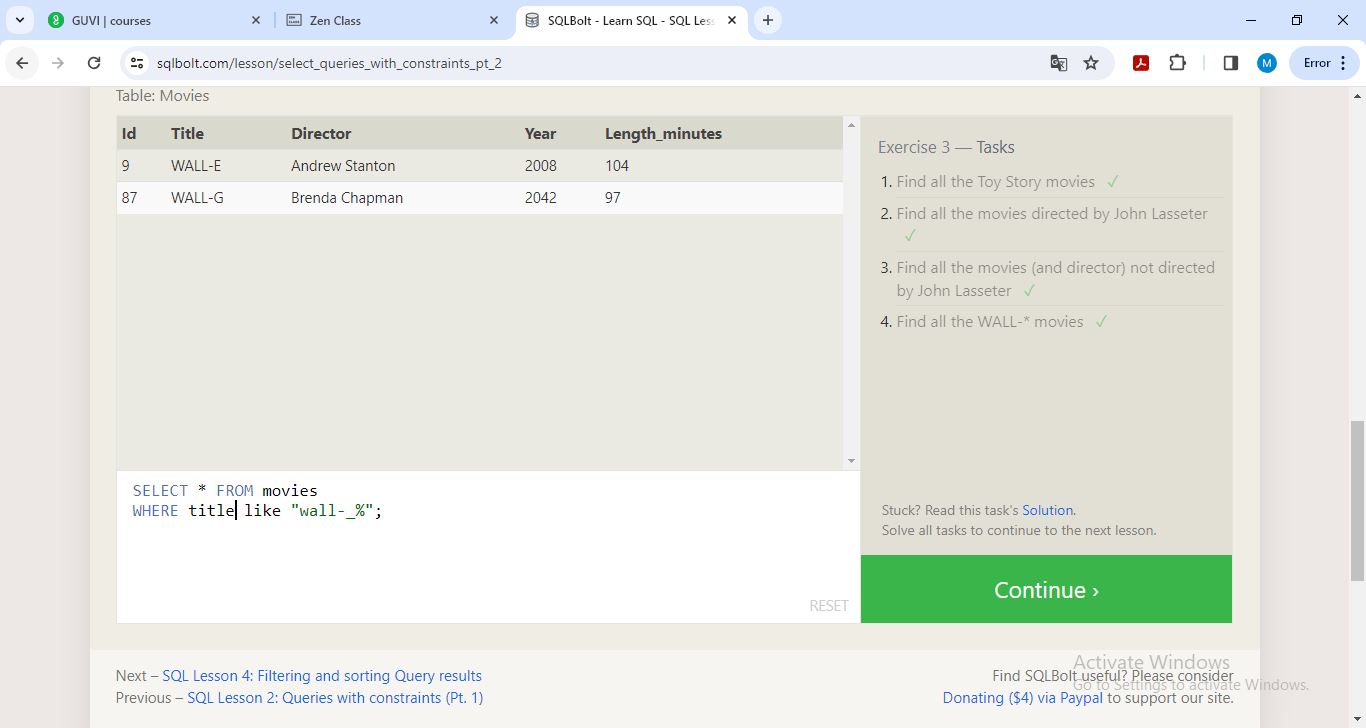 GUVI | courses
Zen Class
SQLBolt - Learn SQL - SQL Less
sqlbolt.com/lesson/select_queries_with_constraints_pt_2
M
Error
Table: Movies
Id Title Director Year Length_minutes
9 WALL-E Andrew Stanton 2008 104
87 WALL-G Brenda Chapman 2042 97
Exercise 3 — Tasks
1. Find all the Toy Story movies ✓
2. Find all the movies directed by John Lasseter
✓
3. Find all the movies (and director) not directed
by John Lasseter ✓
4. Find all the WALL-* movies ✓
SELECT * FROM movies
WHERE title like "wall-_%";
RESET
Stuck? Read this task's Solution.
Solve all tasks to continue to the next lesson.
Continue ›
Next – SQL Lesson 4: Filtering and sorting Query results
Previous – SQL Lesson 2: Queries with constraints (Pt. 1)
Find SQLBolt useful? Please consider
Donating ($4) via Paypal to support our site.
Activate Windows
Go to Settings to activate Windows.